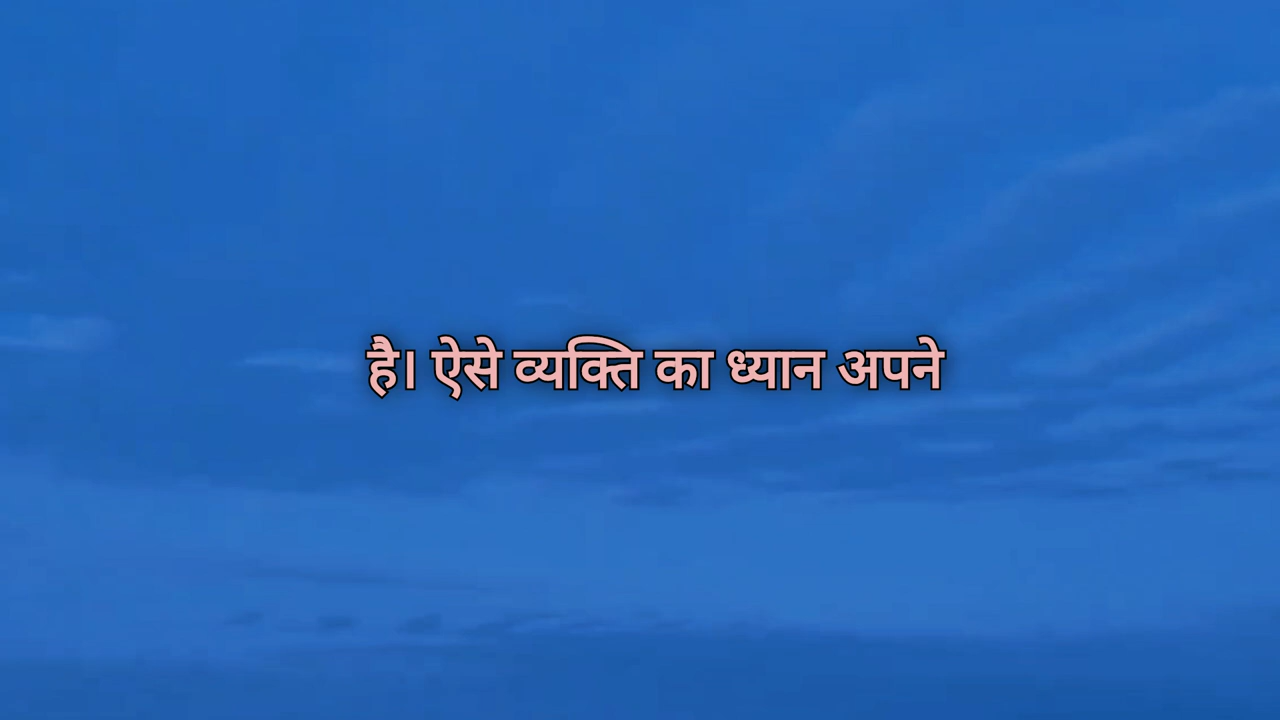 है। ऐसे व्यक्ति का ध्यान अपने